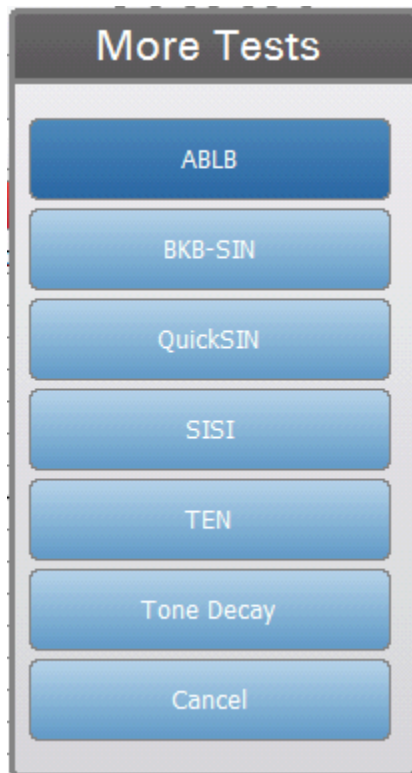 More Tests
ABLB
BKB-SIN
QuickSIN
SISI
TEN
Tone Decay
Cancel